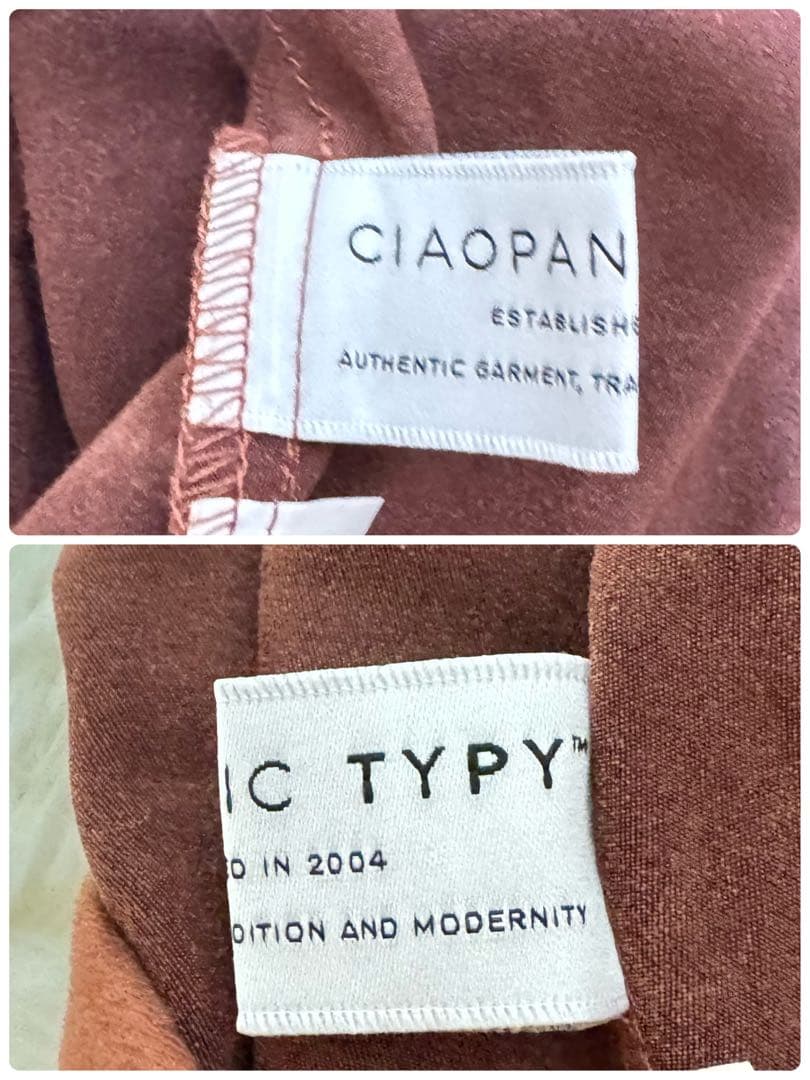 CIAOPAN
ESTABLISHE
AUTHENTIC GARMENT, TRA
IC TYPY™
D IN 2004
DITION AND MODERNITY